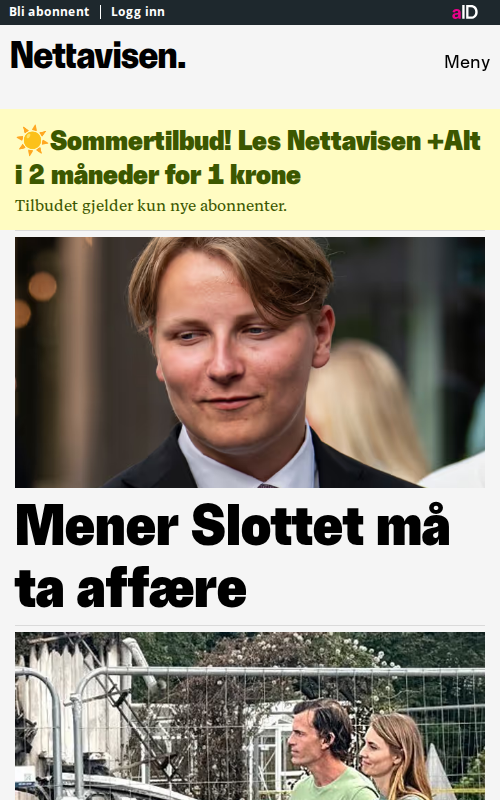 Bli abonnent | Logg inn
aID
Nettavisen.
Meny
☀️Sommertilbud! Les Nettavisen +Alt
i 2 måneder for 1 krone
Tilbudet gjelder kun nye abonnenter.
Mener Slottet må
ta affære